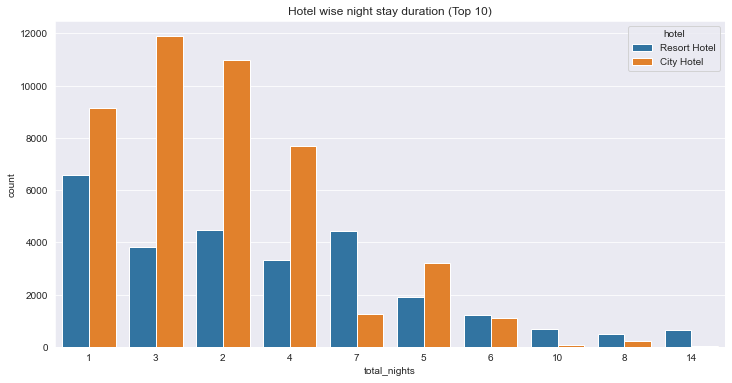 Hotel wise night stay duration (Top 10)
hotel
Resort Hotel
City Hotel
12000
10000
8000
6000
4000
2000
0
count
1 3 2 4 7 5 6 10 8 14
total_nights